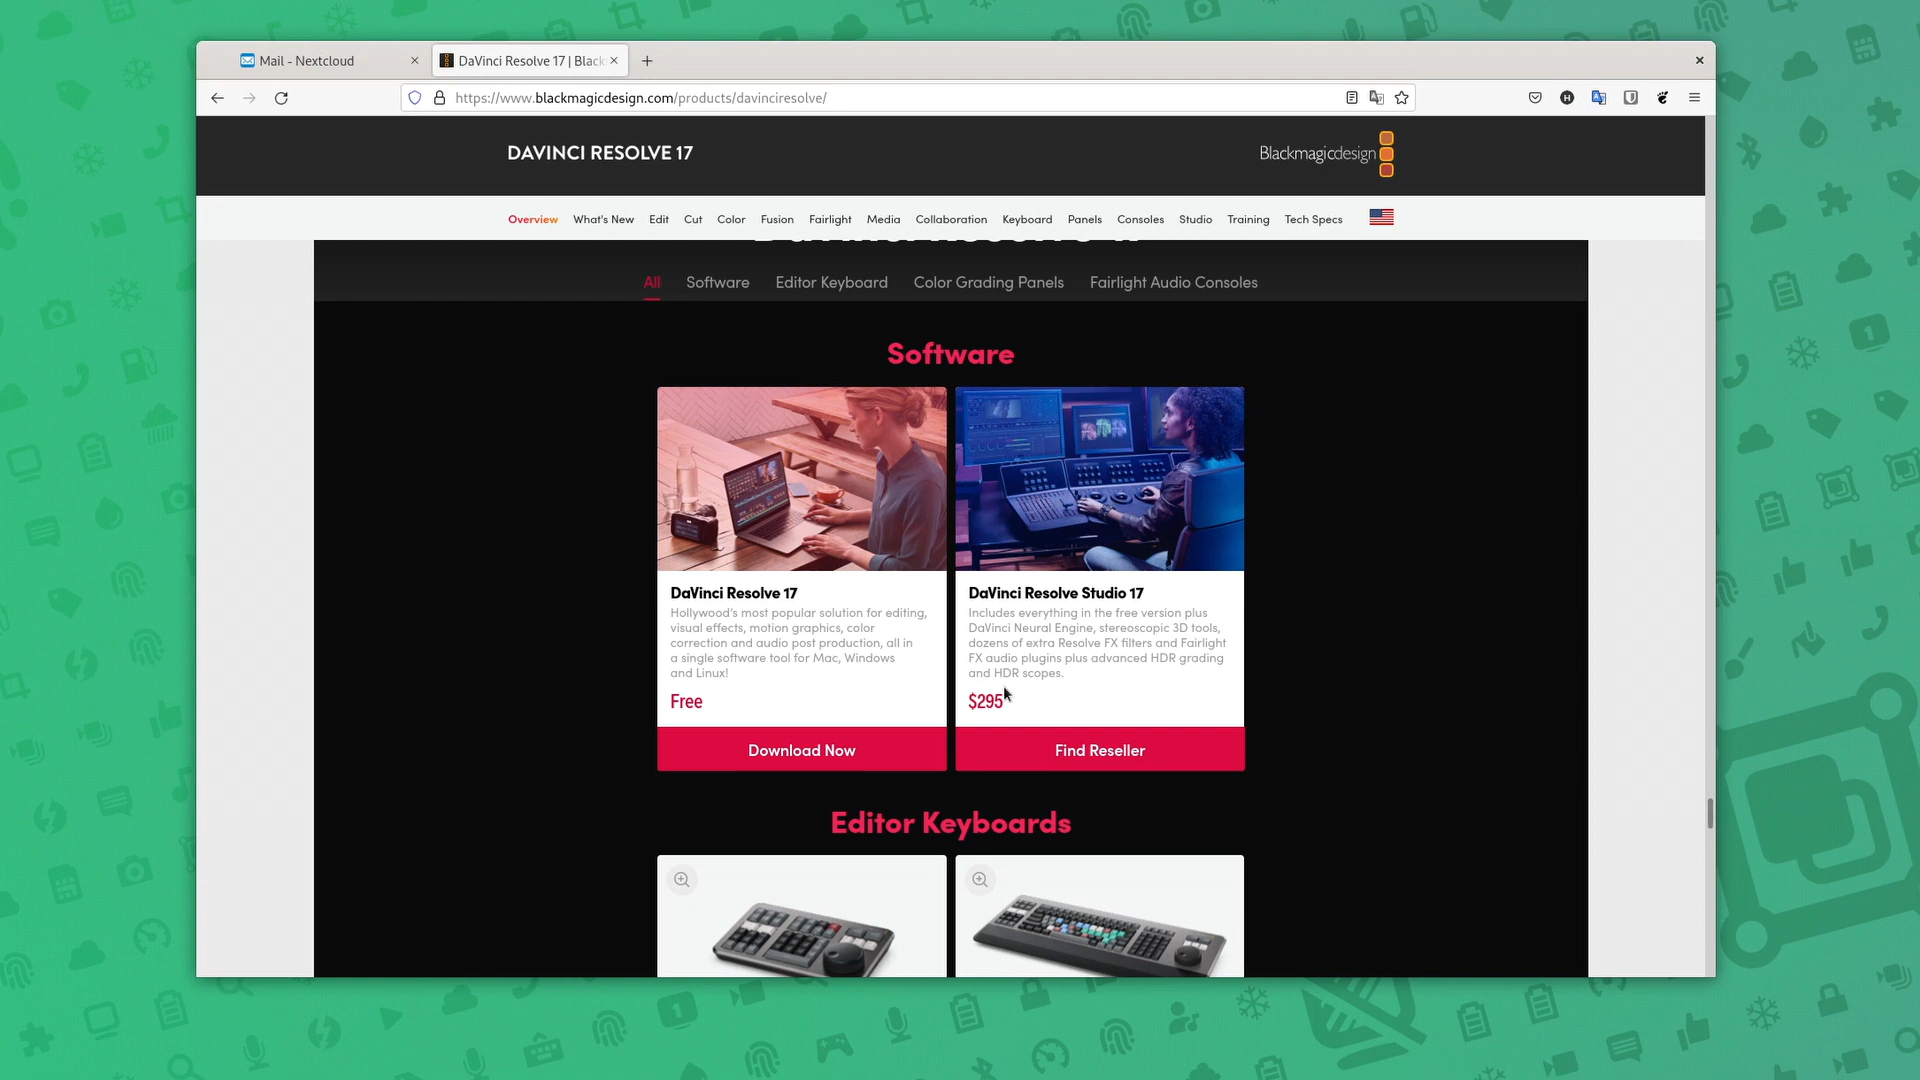 Mail - Nextcloud
DaVinci Resolve 17 | Black
https://www.blackmagicdesign.com/products/davinciresolve/
DAVINCI RESOLVE 17
Blackmagicdesign
Overview What's New Edit Cut Color Fusion Fairlight Media Collaboration Keyboard Panels Consoles Studio Training Tech Specs
All Software Editor Keyboard Color Grading Panels Fairlight Audio Consoles
Software
DaVinci Resolve 17
Hollywood's most popular solution for editing,
visual effects, motion graphics, color
correction and audio post production, all in
a single software tool for Mac, Windows
and Linux!
Free
Download Now
DaVinci Resolve Studio 17
Includes everything in the free version plus
DaVinci Neural Engine, stereoscopic 3D tools,
dozens of extra Resolve FX filters and Fairlight
FX audio plugins plus advanced HDR grading
and HDR scopes.
$295
Find Reseller
Editor Keyboards